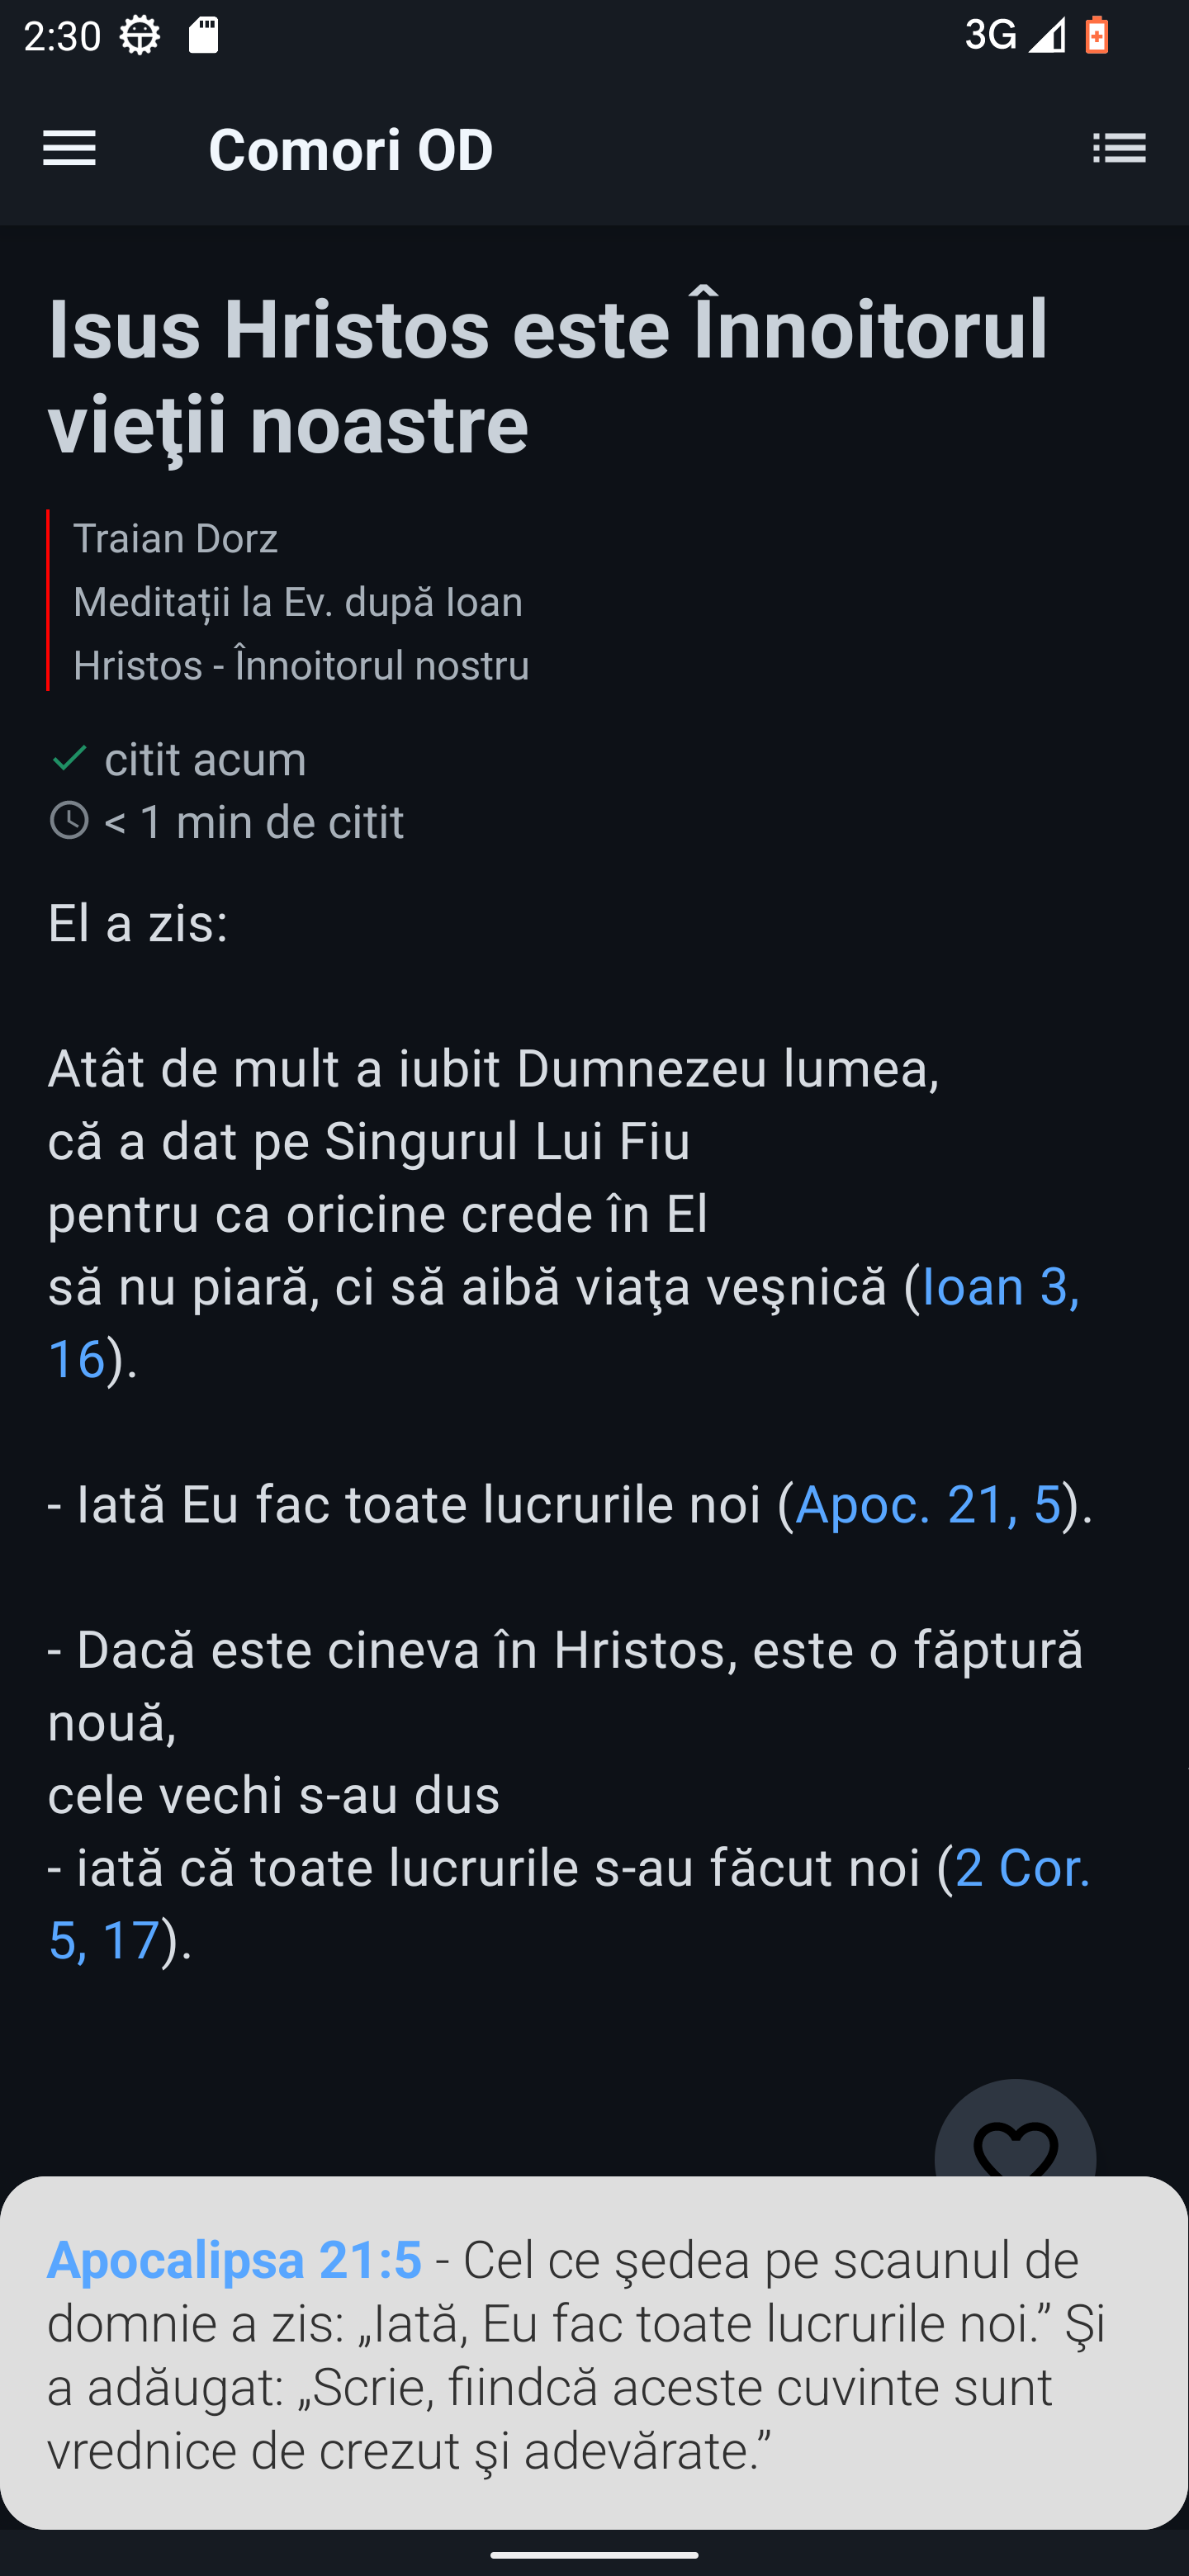 2:30
3G
Comori OD
Isus Hristos este Înnoitorul
vieţii noastre
Traian Dorz
Meditații la Ev. după Ioan
Hristos - Înnoitorul nostru
citit acum
< 1 min de citit
El a zis:
Atât de mult a iubit Dumnezeu lumea,
că a dat pe Singurul Lui Fiu
pentru ca oricine crede în El
să nu piară, ci să aibă viaţa veşnică (Ioan 3,
16).
- Iată Eu fac toate lucrurile noi (Apoc. 21, 5).
- Dacă este cineva în Hristos, este o făptură
nouă,
cele vechi s-au dus
- iată că toate lucrurile s-au făcut noi (2 Cor.
5, 17).
Apocalipsa 21:5 - Cel ce şedea pe scaunul de
domnie a zis: „Iată, Eu fac toate lucrurile noi.” Şi
a adăugat: „Scrie, fiindcă aceste cuvinte sunt
vrednice de crezut şi adevărate.”